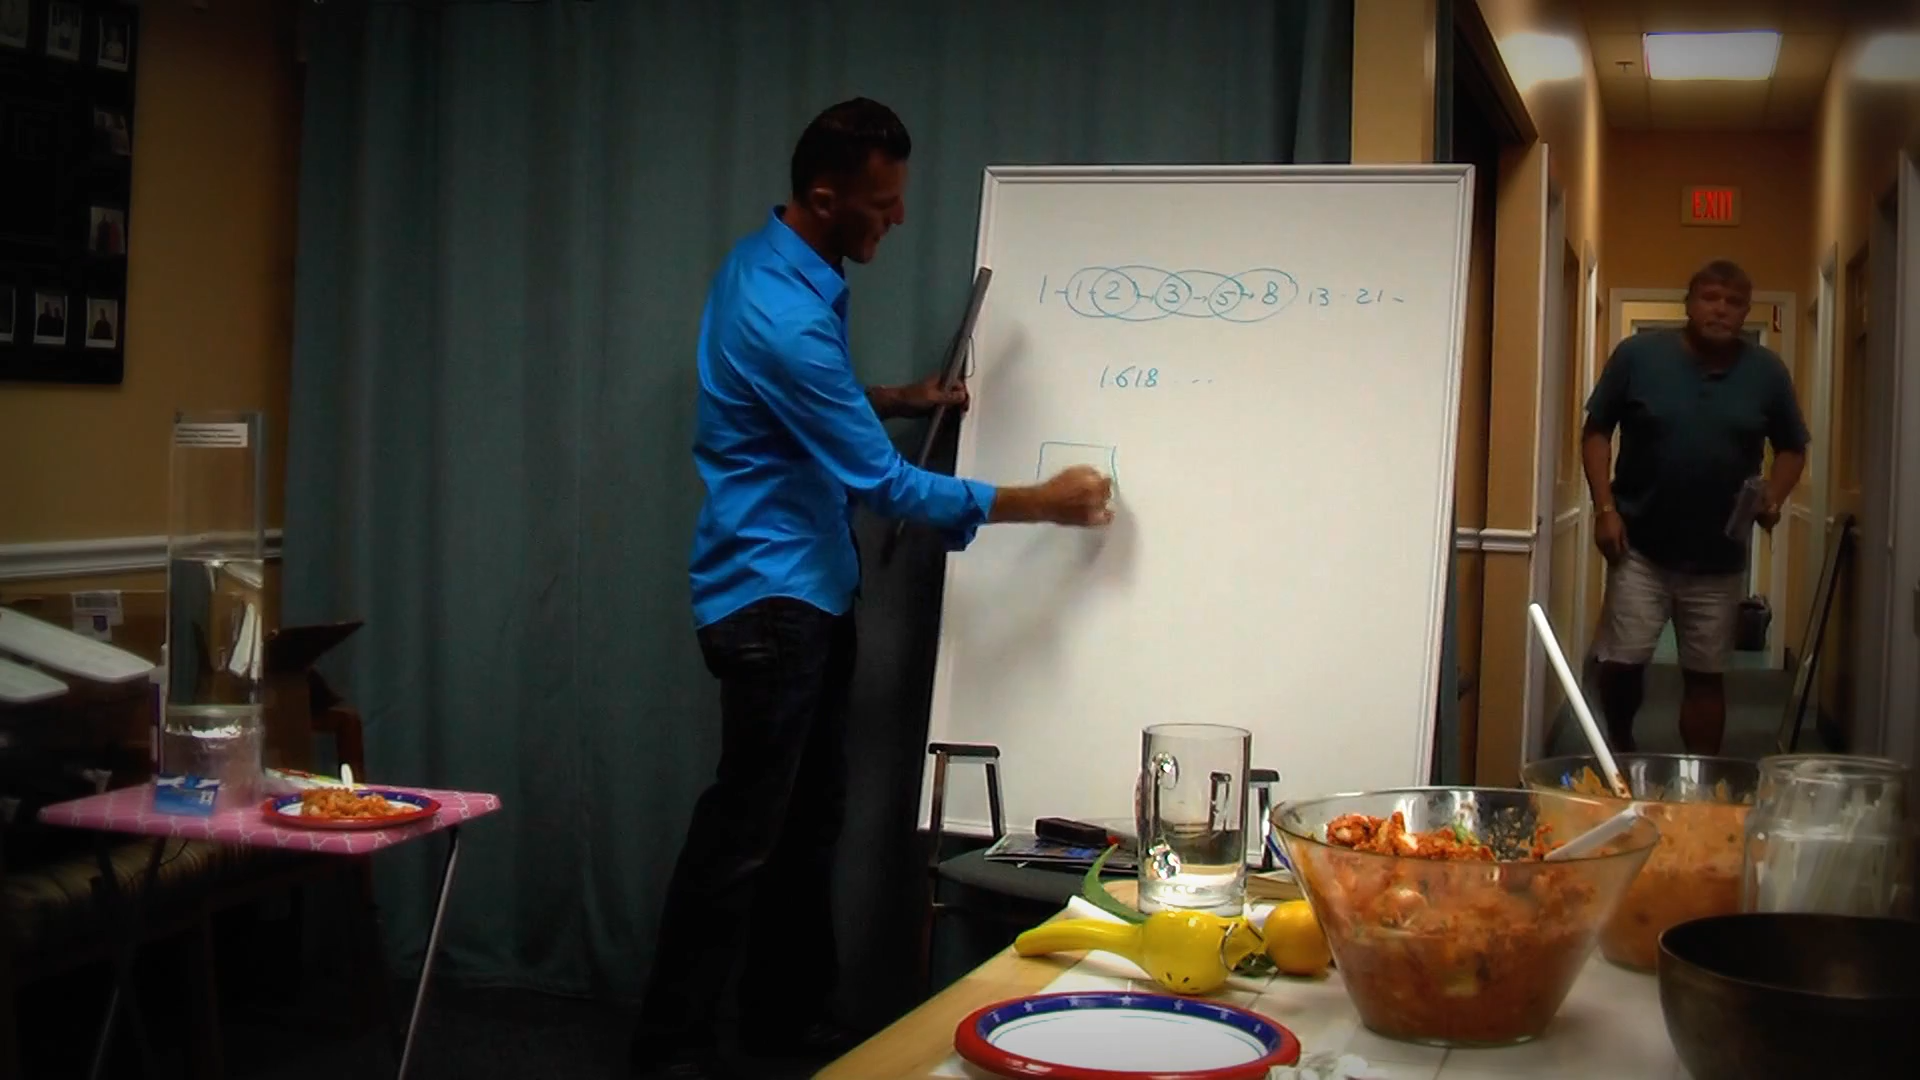 1 - 1 - 2 → 3 → 5 → 8 13 - 21 -
1.618 ...
EXIT